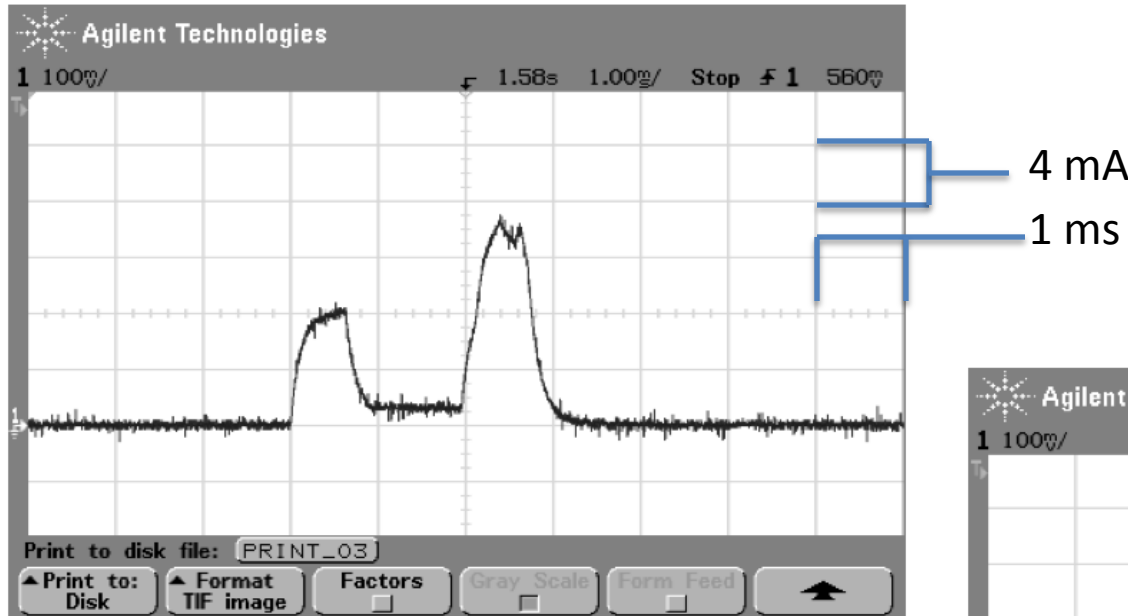 Agilent Technologies
1 100mV/ 1.58s 1.00ms/ Stop 1 560mV
4 mA
1 ms
1
Print to disk file: PRINT_03
Print to: Disk
Format TIF image
Factors
Gray Scale
Form Feed
Agilent
1 100mV/